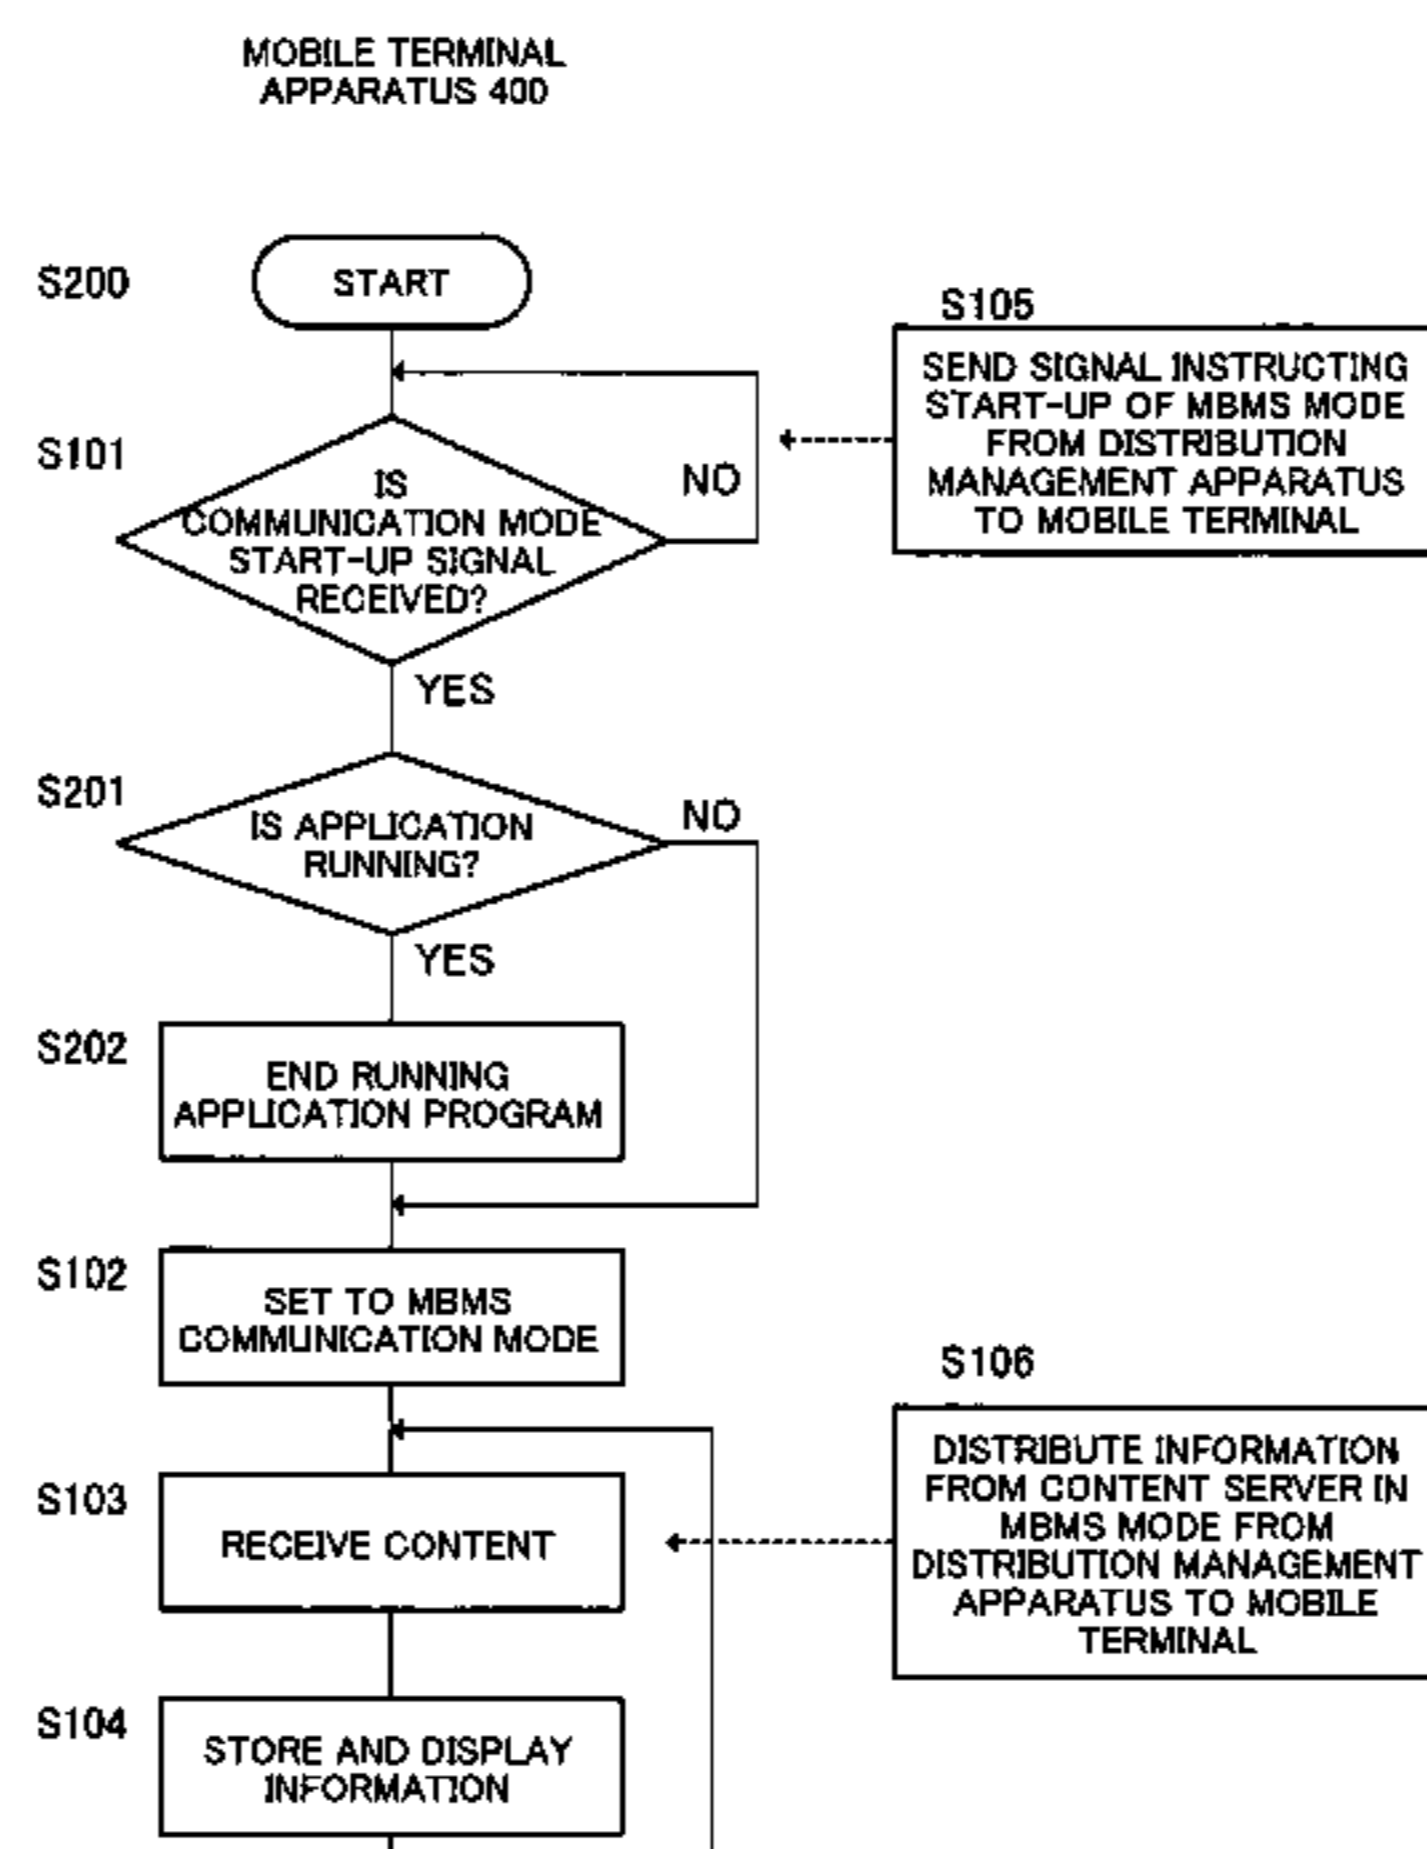 MOBILE TERMINAL
APPARATUS 400
S200
START
S105
SEND SIGNAL INSTRUCTING
START-UP OF MBMS MODE
FROM DISTRIBUTION
MANAGEMENT APPARATUS
TO MOBILE TERMINAL
S101
IS
COMMUNICATION MODE
START-UP SIGNAL
RECEIVED?
NO
YES
S201
IS APPLICATION
RUNNING?
NO
YES
S202
END RUNNING
APPLICATION PROGRAM
S102
SET TO MBMS
COMMUNICATION MODE
S106
DISTRIBUTE INFORMATION
FROM CONTENT SERVER IN
MBMS MODE FROM
DISTRIBUTION MANAGEMENT
APPARATUS TO MOBILE
TERMINAL
S103
RECEIVE CONTENT
S104
STORE AND DISPLAY
INFORMATION